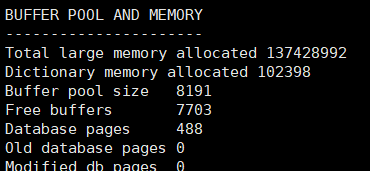 BUFFER POOL AND MEMORY
----------------------
Total large memory allocated 137428992
Dictionary memory allocated 102398
Buffer pool size   8191
Free buffers       7703
Database pages     488
Old database pages 0
Modified db pages  0